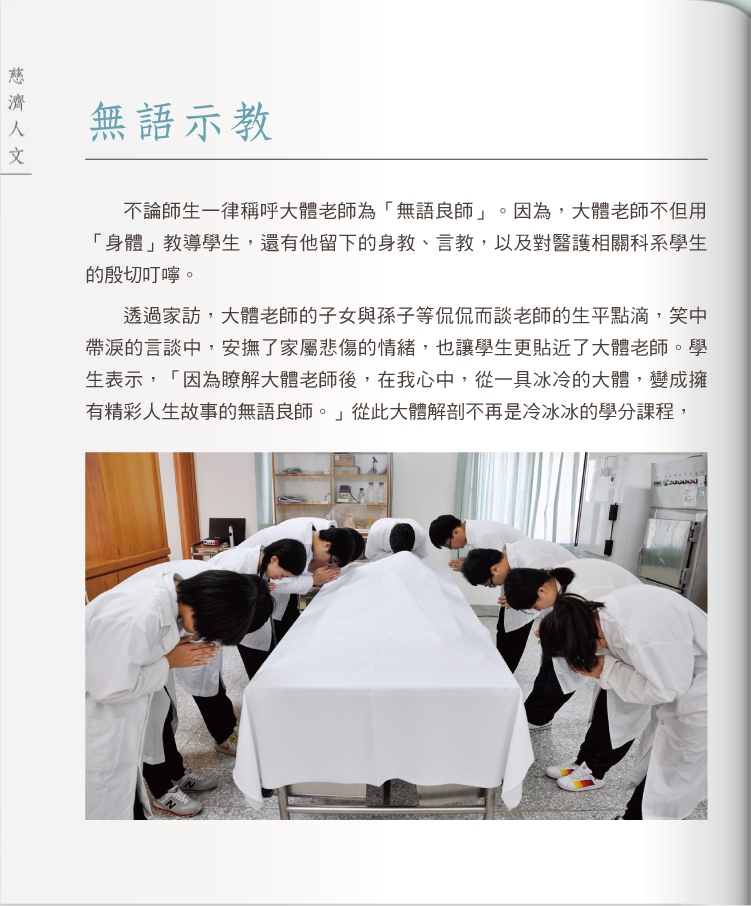 慈濟人文
無語示教
不論師生一律稱呼大體老師為「無語良師」。因為，大體老師不但用
「身體」教導學生，還有他留下的身教、言教，以及對醫護相關科系學生
的殷切叮嚀。
透過家訪，大體老師的子女與孫子等侃侃而談老師的生平點滴，笑中
帶淚的言談中，安撫了家屬悲傷的情緒，也讓學生更貼近了大體老師。學
生表示，「因為瞭解大體老師後，在我心中，從一具冰冷的大體，變成擁
有精彩人生故事的無語良師。」從此大體解剖不再是冷冰冰的學分課程，